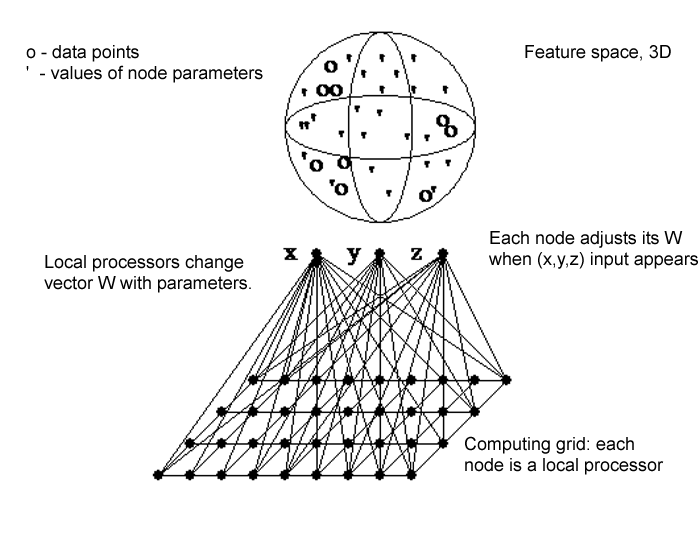 o - data points
' - values of node parameters
Feature space, 3D
x y z
Each node adjusts its W
when (x,y,z) input appears
Local processors change
vector W with parameters.
Computing grid: each
node is a local processor